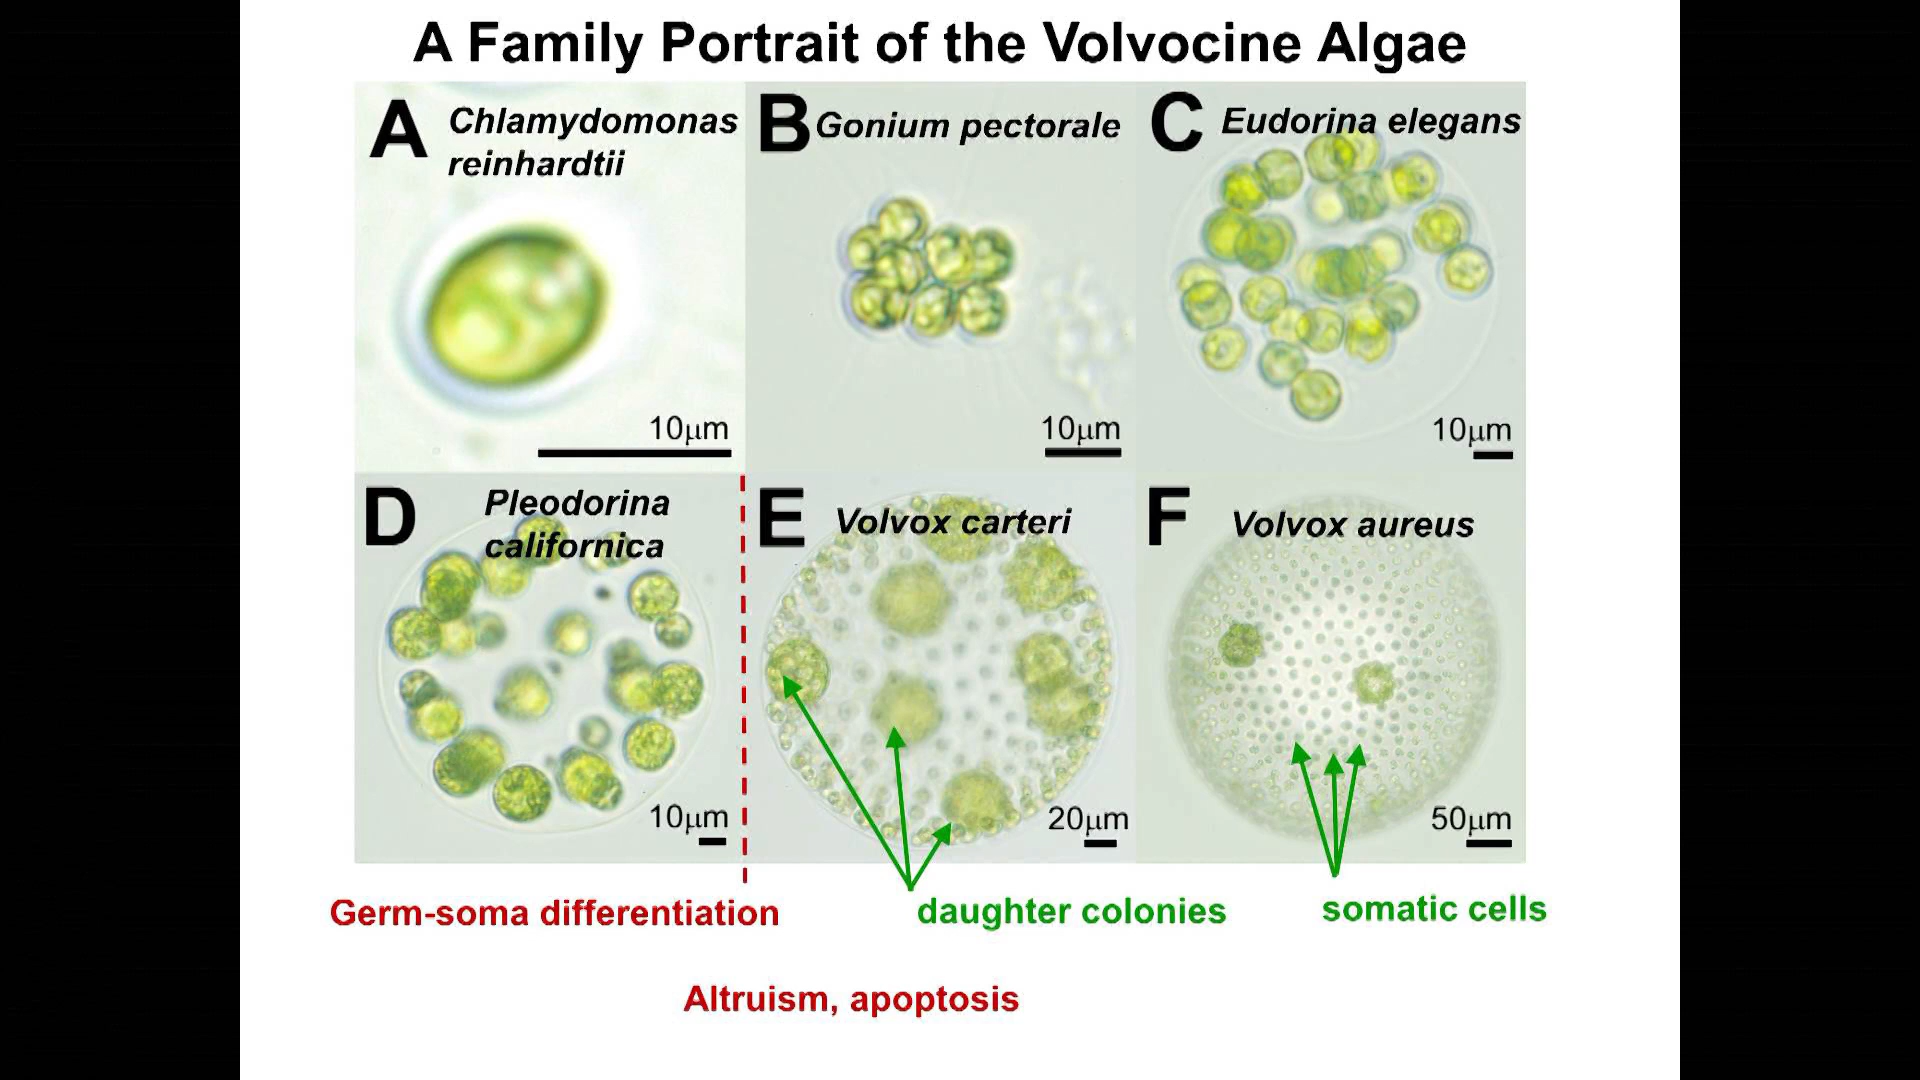 A Family Portrait of the Volvocine Algae
A
Chlamydomonas
reinhardtii
10μm
B
Gonium pectorale
10μm
C
Eudorina elegans
10μm
D
Pleodorina
californica
10μm
E
Volvox carteri
20μm
F
Volvox aureus
50μm
Germ-soma differentiation
daughter colonies
somatic cells
Altruism, apoptosis